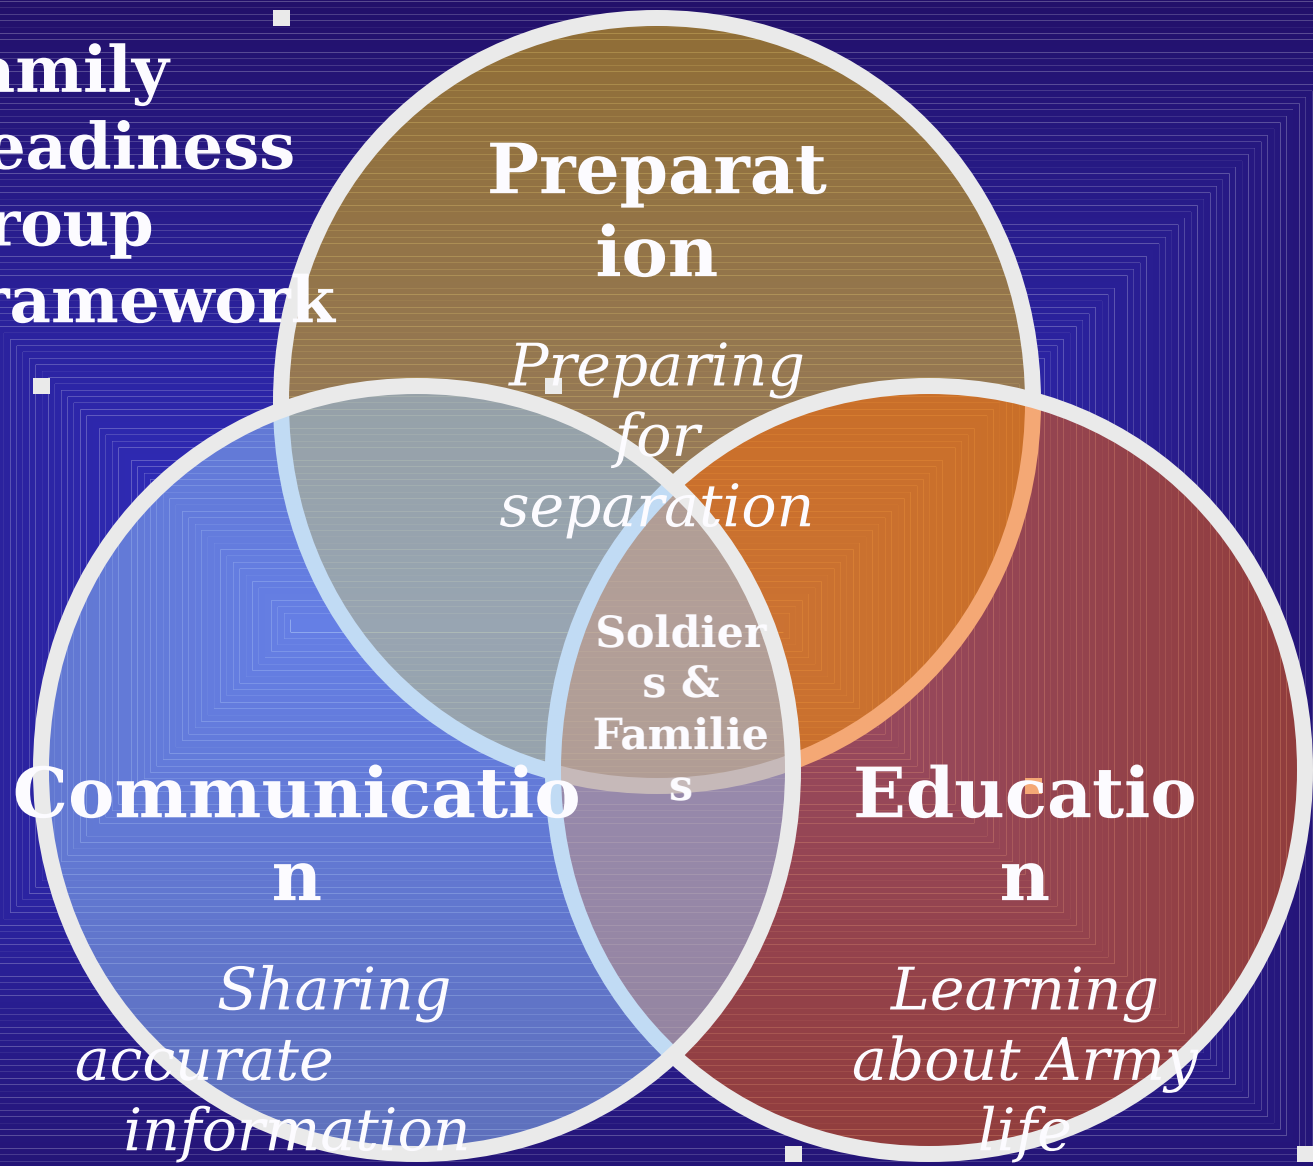 amily
eadiness
roup
ramework
Preparat
ion
Preparing
for
separation
Soldier
s &
Familie
s
Communicatio
n
Sharing
accurate
information
Educatio
n
Learning
about Army
life